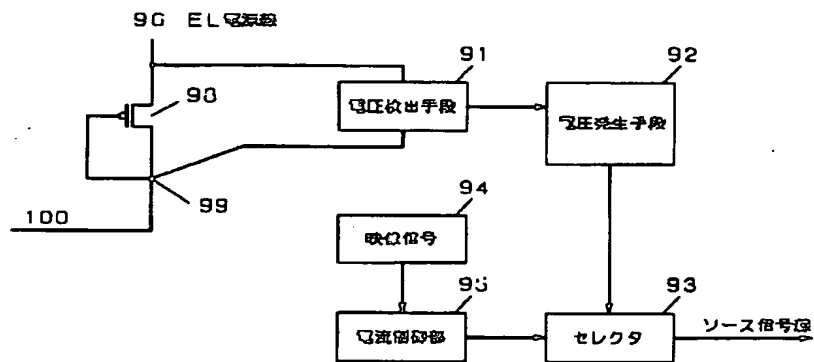 96 EL電源線
98
99
100
91
電圧検出手段
92
電圧発生手段
94
映像信号
95
電流制御部
93
セレクタ
ソース信号線